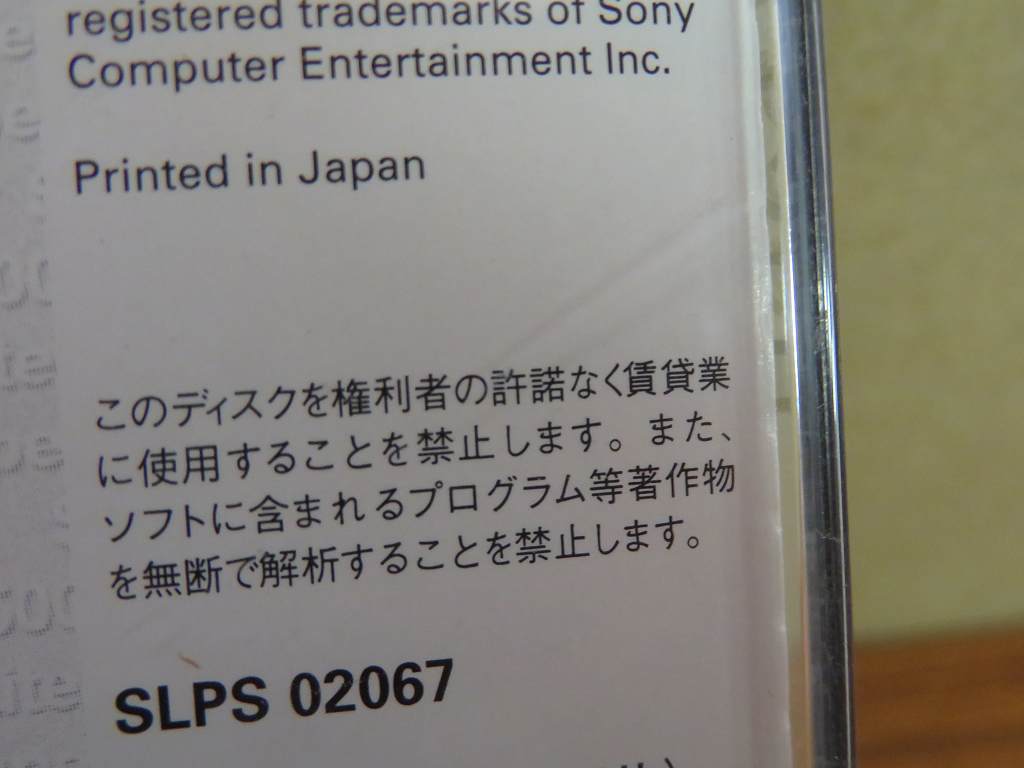 registered trademarks of Sony
Computer Entertainment Inc.
Printed in Japan
このディスクを権利者の許諾なく賃貸業
に使用することを禁止します。また、
ソフトに含まれるプログラム等著作物
を無断で解析することを禁止します。
SLPS 02067